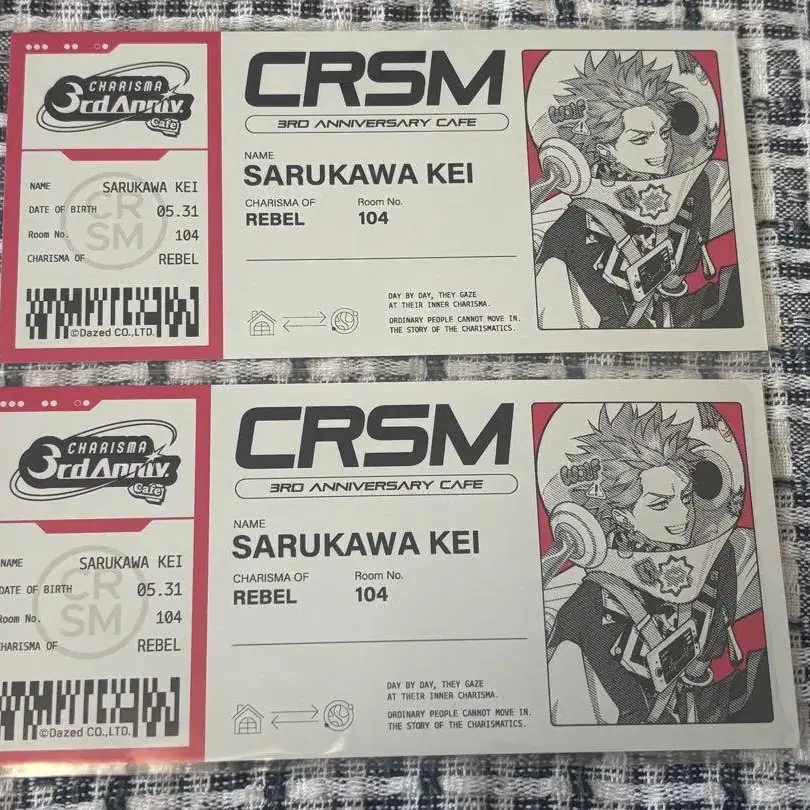 CHARISMA
3rd Anniv.
Cafe
NAME SARUKAWA KEI
DATE OF BIRTH 05.31
Room No. 104
CHARISMA OF REBEL
CR
SM
©Dazed CO.,LTD.
CRSM
3RD ANNIVERSARY CAFE
NAME
SARUKAWA KEI
CHARISMA OF Room No.
REBEL 104
DAY BY DAY, THEY GAZE
AT THEIR INNER CHARISMA.
ORDINARY PEOPLE CANNOT MOVE IN.
THE STORY OF THE CHARISMATICS.
WOLF
CHARISMA
3rd Anniv.
Cafe
NAME SARUKAWA KEI
DATE OF BIRTH 05.31
Room No. 104
CHARISMA OF REBEL
CR
SM
©Dazed CO.,LTD.
CRSM
3RD ANNIVERSARY CAFE
NAME
SARUKAWA KEI
CHARISMA OF Room No.
REBEL 104
DAY BY DAY, THEY GAZE
AT THEIR INNER CHARISMA.
ORDINARY PEOPLE CANNOT MOVE IN.
THE STORY OF THE CHARISMATICS.
WOLF